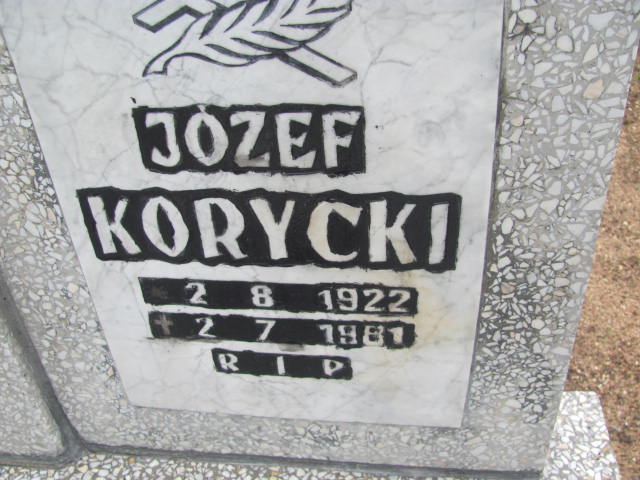 JÓZEF
KORYCKI
* 2 8 1922
+ 2 7 1981
R I P